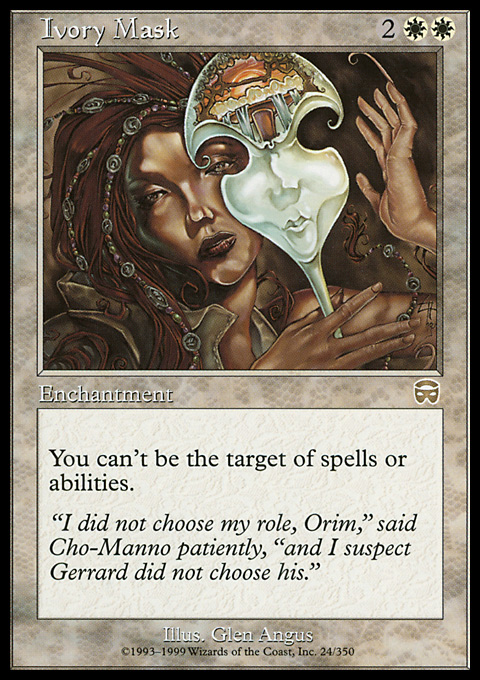 Ivory Mask 2
Enchantment
You can't be the target of spells or
abilities.
"I did not choose my role, Orim," said
Cho-Manno patiently, "and I suspect
Gerrard did not choose his."
Illus. Glen Angus
©1993–1999 Wizards of the Coast, Inc. 24/350